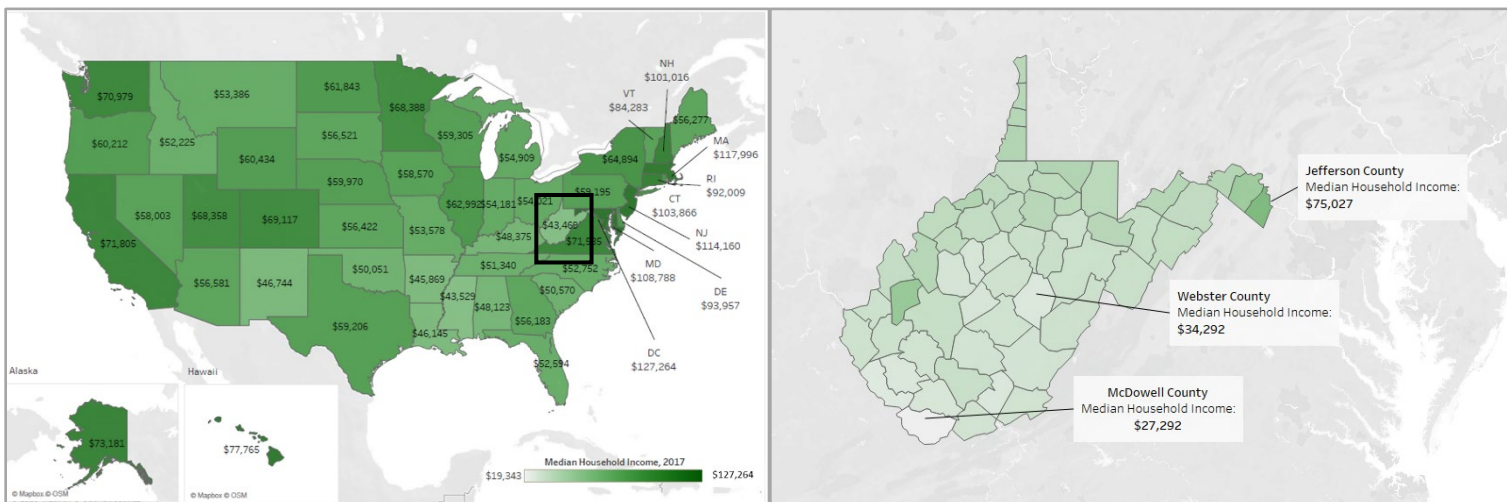 NH
$101,016
VT
$84,283
$70,979
$53,386
$61,843
$68,388
$56,277
$60,212
$52,225
$56,521
$59,305
$64,894
MA
$117,996
$60,434
$54,909
RI
$92,009
$59,970
$58,570
$59,195
CT
$103,866
$58,003
$68,358
$69,117
$62,992
$54,181
$54,021
$71,805
$56,422
$53,578
$48,375
$43,469
$71,535
NJ
$114,160
MD
$108,788
$56,581
$46,744
$50,051
$45,869
$51,340
$52,752
DE
$93,957
$43,529
$48,123
$56,183
$50,570
$59,206
$46,145
$52,594
DC
$127,264
Alaska
Hawaii
$73,181
$77,765
© Mapbox © OSM
© Mapbox © OSM
Median Household Income, 2017
$19,343
$127,264
Jefferson County
Median Household Income:
$75,027
Webster County
Median Household Income:
$34,292
McDowell County
Median Household Income:
$27,292